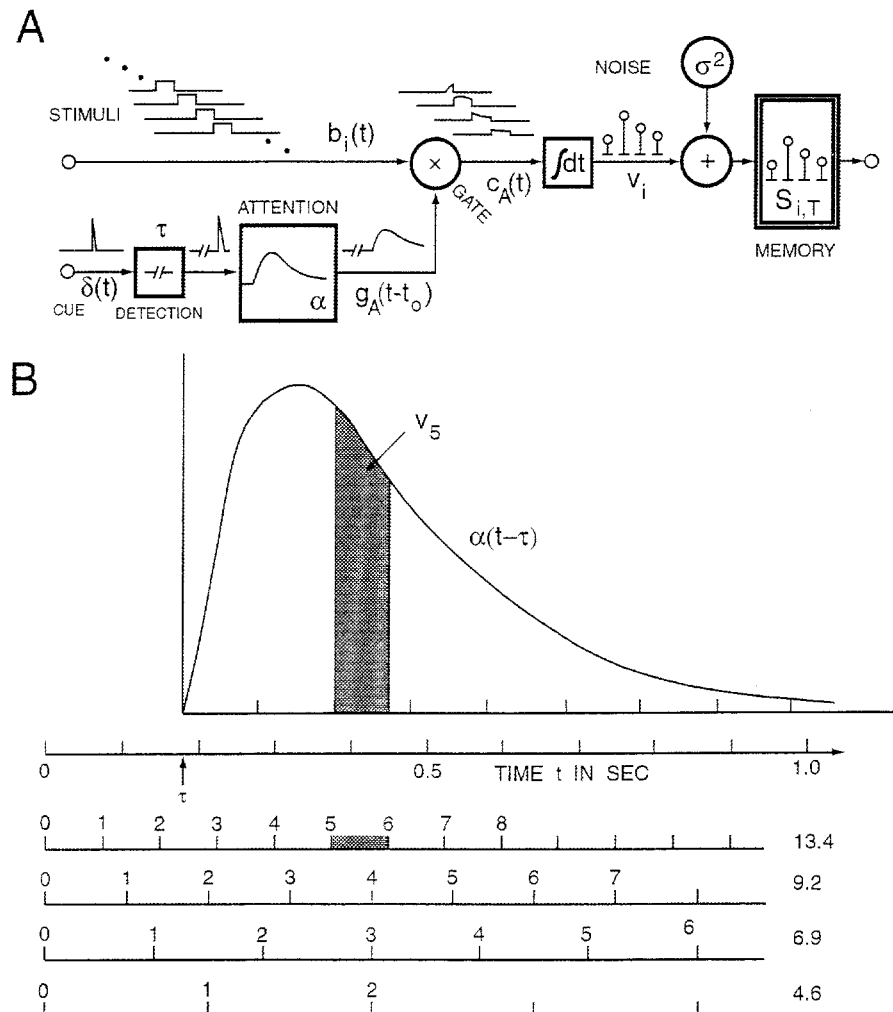 A
STIMULI
b_i(t)
×
GATE
c_A(t)
∫dt
v_i
NOISE
σ²
+
S_{i,T}
MEMORY
CUE
δ(t)
τ
-//-
DETECTION
-//-
ATTENTION
α
-//-
g_A(t-t_o)
B
v_5
α(t-τ)
0 0.5 TIME t IN SEC 1.0
τ
0 1 2 3 4 5 6 7 8 13.4
0 1 2 3 4 5 6 7 9.2
0 1 2 3 4 5 6 6.9
0 1 2 4.6